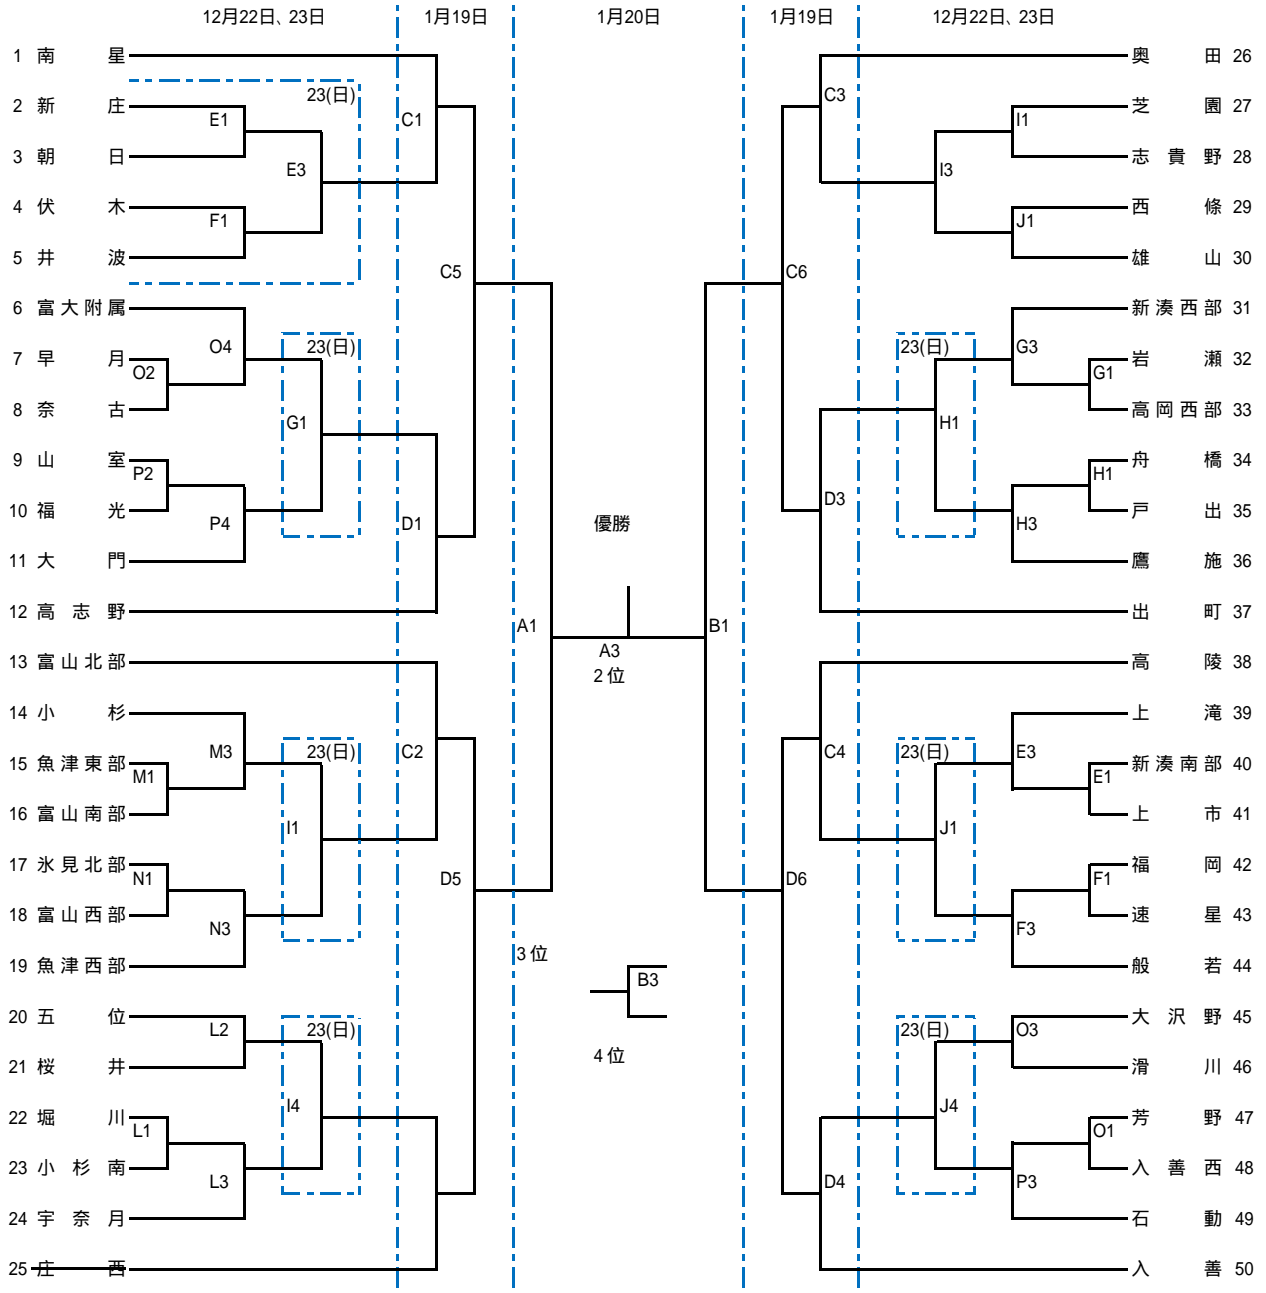 12月22日、23日 1月19日 1月20日 1月19日 12月22日、23日
1 南星 奥田 26
23(日) C3
2 新庄 E1 C1 I1 芝園 27
3 朝日 E3 I3 志貴野 28
4 伏木 F1 J1 西條 29
5 井波 雄山 30
C5 C6
6 富大附属 新湊西部 31
O4 23(日) 23(日) G3
7 早月 O2 G1 岩瀬 32
8 奈古 高岡西部 33
G1 H1
9 山室 P2 H1 舟橋 34
D3
10 福光 P4 D1 優勝 H3 戸出 35
11 大門 鷹施 36
12 高志野 出町 37
A1 B1
A3
13 富山北部 2位 高陵 38
14 小杉 上滝 39
M3 23(日) C2 C4 23(日) E3
15 魚津東部 M1 E1 新湊南部 40
16 富山南部 上市 41
I1 J1
17 氷見北部 N1 D5 D6 F1 福岡 42
18 富山西部 N3 F3 速星 43
3位
19 魚津西部 般若 44
B3
20 五位 L2 23(日) 23(日) O3 大沢野 45
4位
21 桜井 滑川 46
I4 J4
22 堀川 L1 O1 芳野 47
23 小杉南 L3 D4 P3 入善西 48
24 宇奈月 石動 49
25 庄西 入善 50